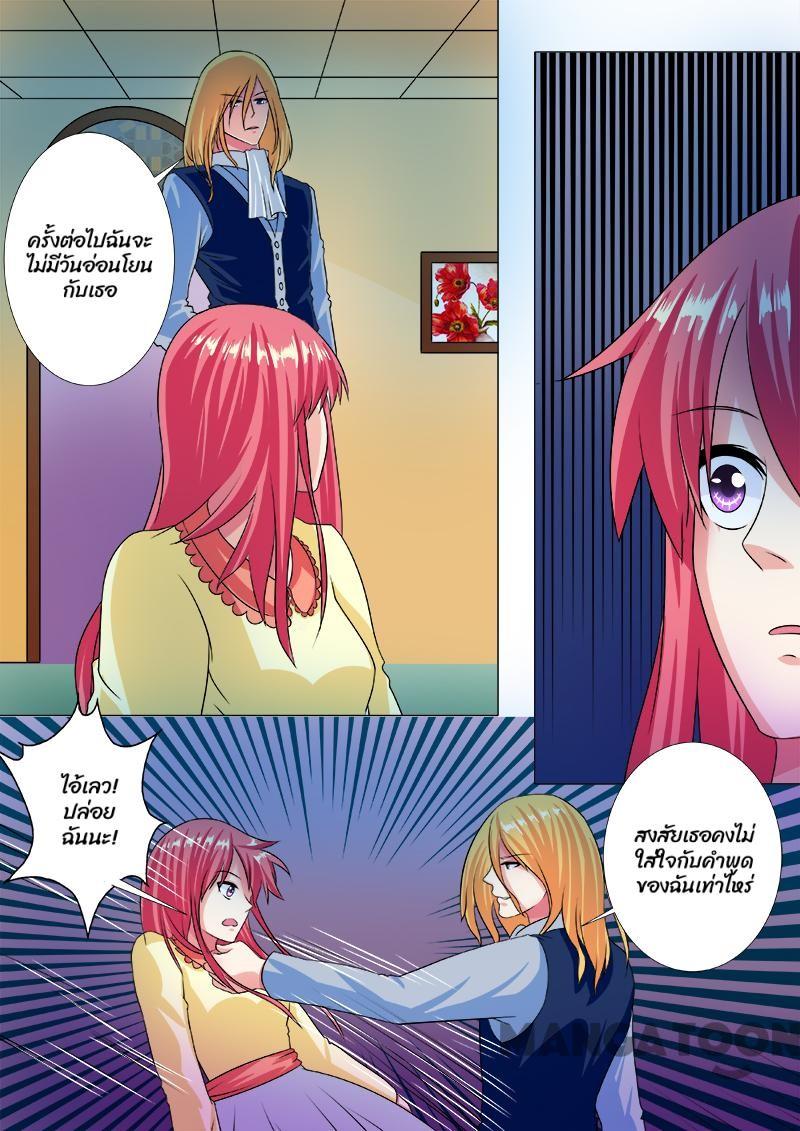 ครั้งต่อไปฉันจะ
ไม่มีวันอ่อนโยน
กับเธอ
ไอ้เลว!
ปล่อย
ฉันนะ!
สงสัยเธอคงไม่
ใส่ใจกับคำพูด
ของฉันเท่าไหร่
MANGATOON